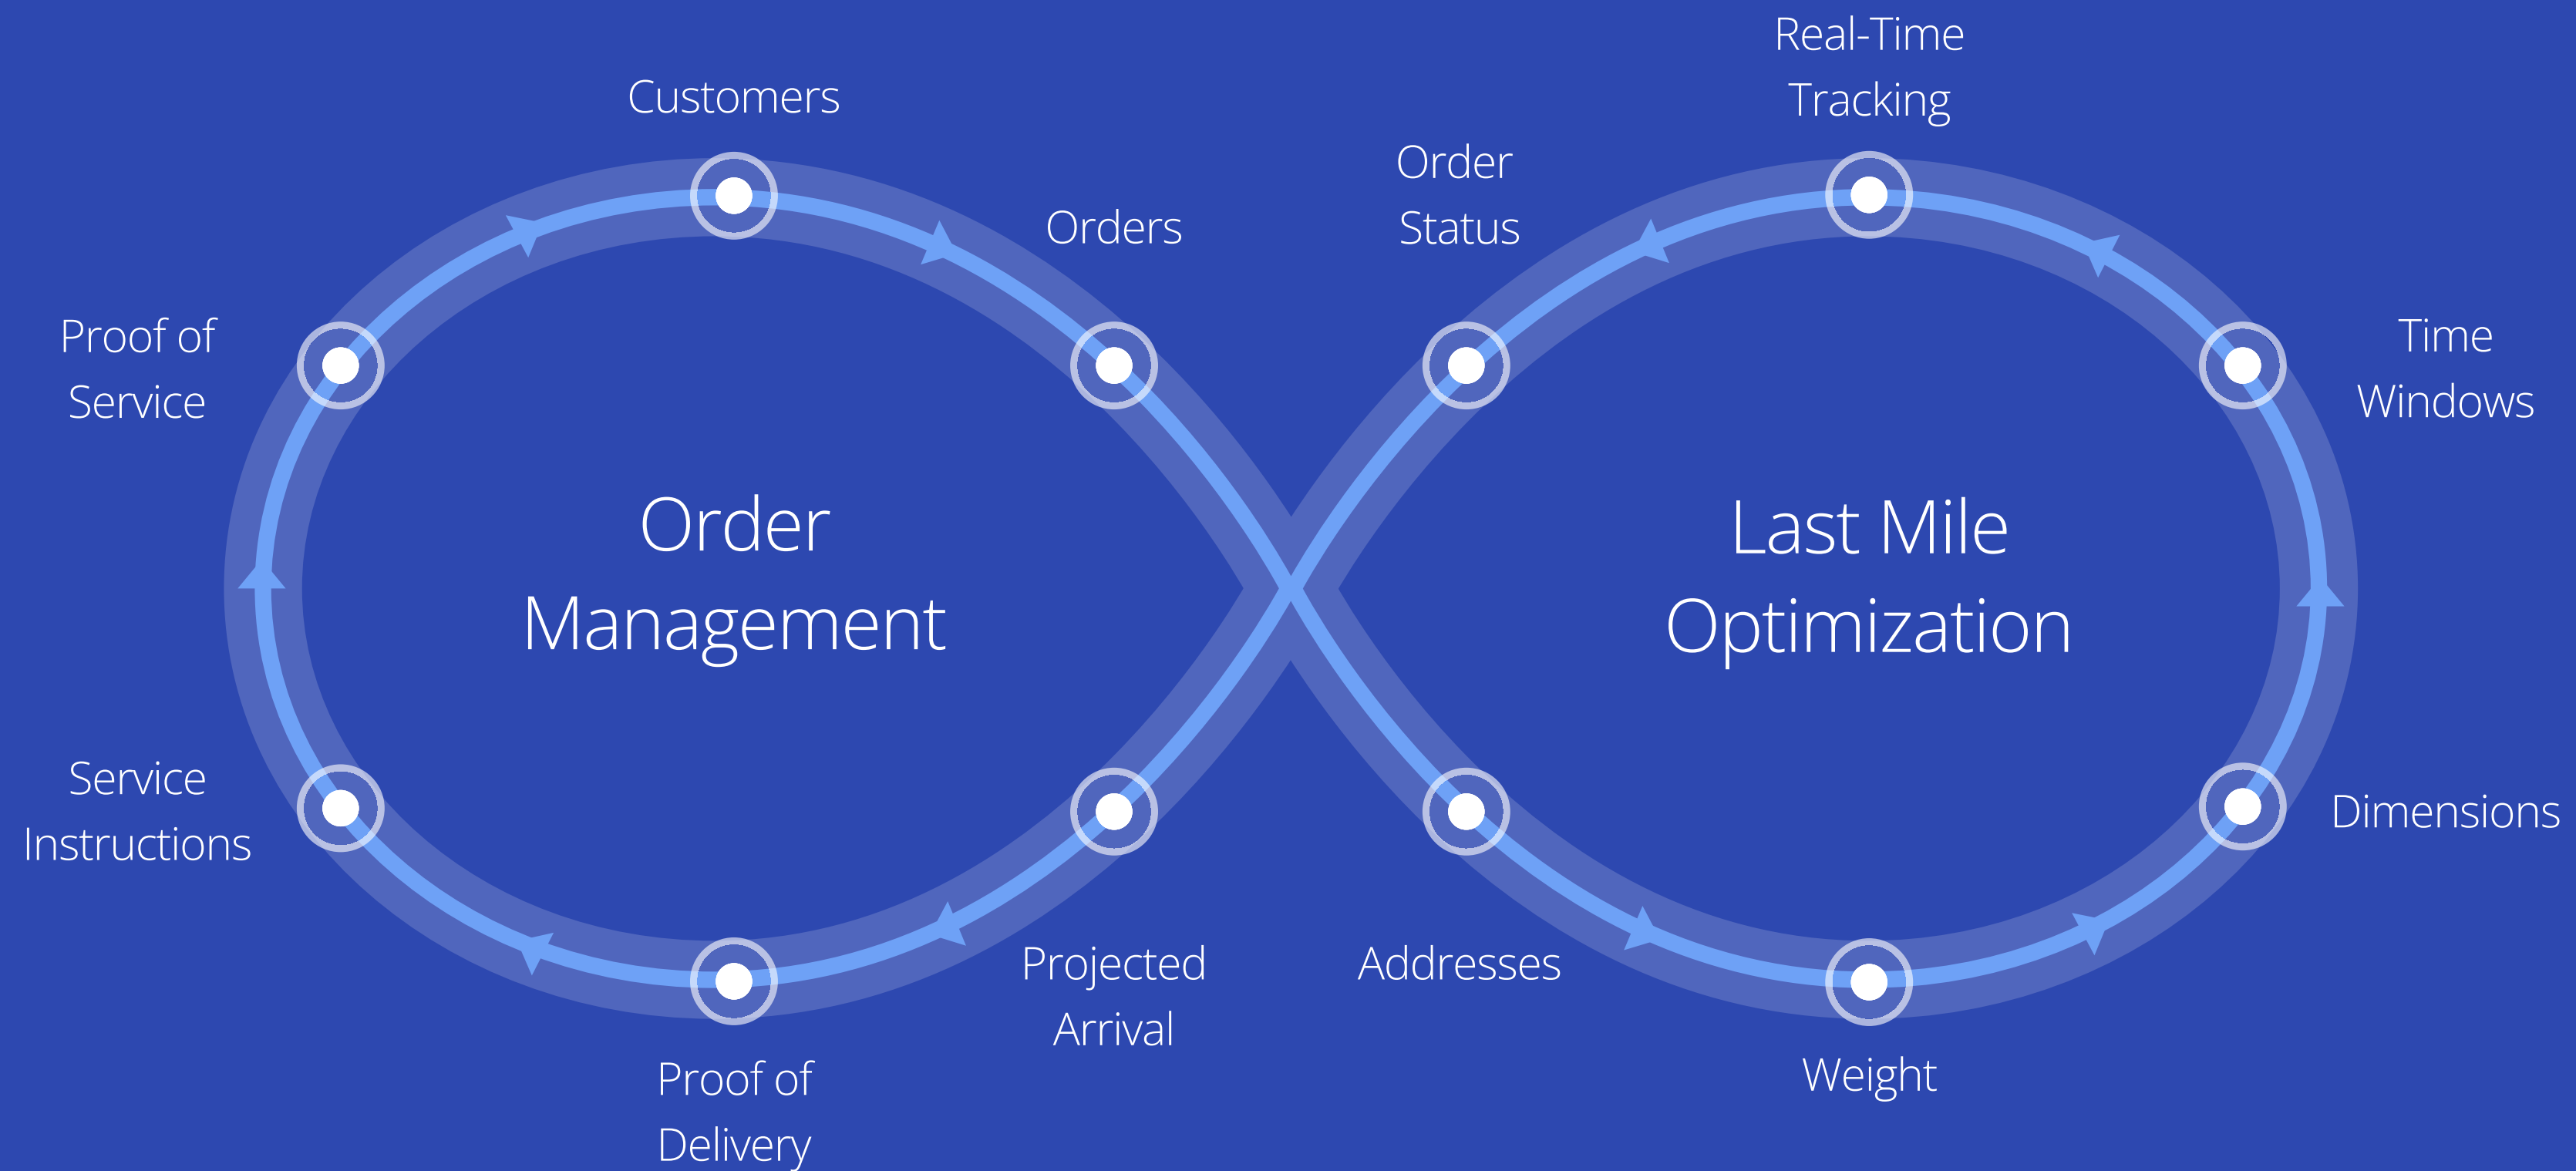 Real-Time
Tracking
Customers
Order
Status
Orders
Proof of
Service
Time
Windows
Order
Management
Last Mile
Optimization
Service
Instructions
Dimensions
Projected
Arrival
Addresses
Proof of
Delivery
Weight